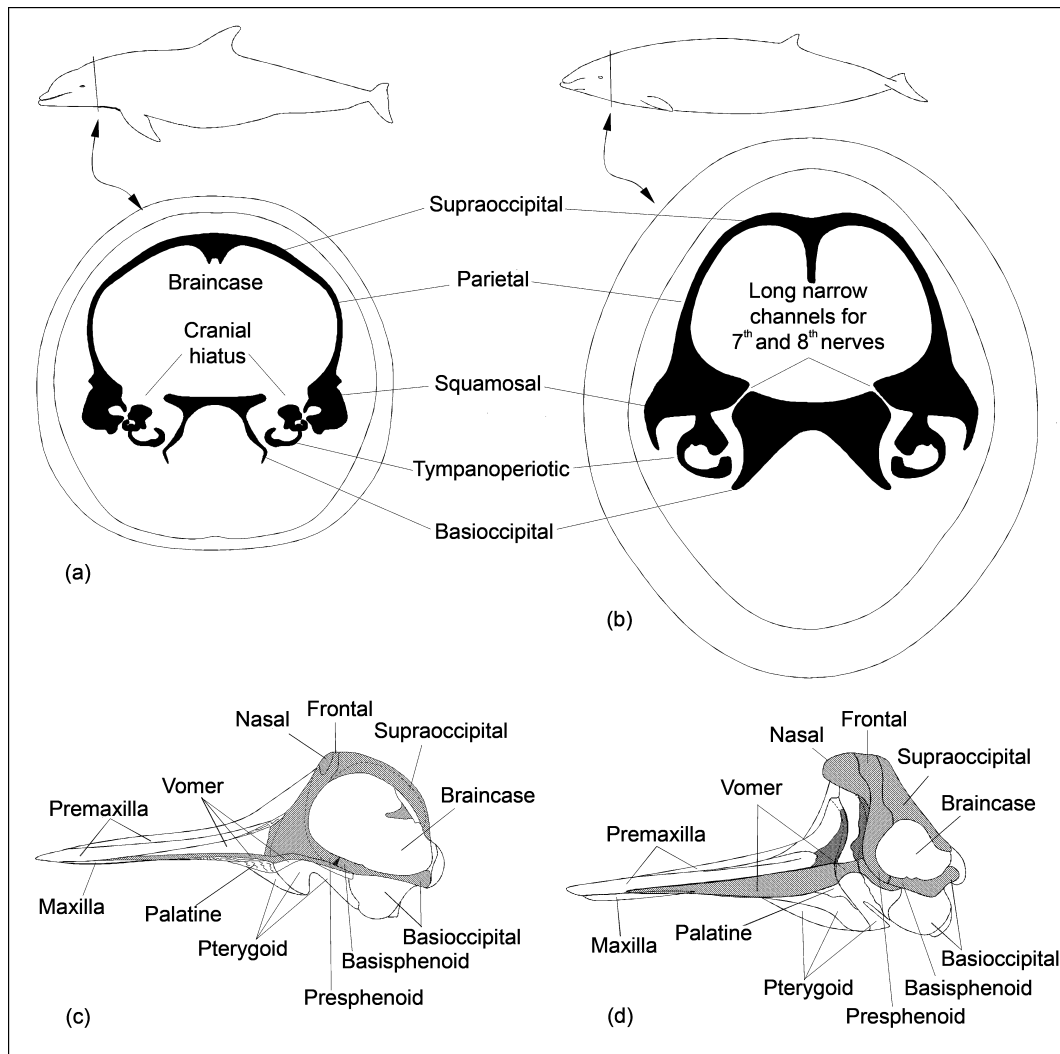 Supraoccipital
Braincase
Parietal
Long narrow
channels for
7th and 8th nerves
Cranial
hiatus
Squamosal
Tympanoperiotic
Basioccipital
(a)
(b)
Nasal
Frontal
Supraoccipital
Vomer
Premaxilla
Braincase
Maxilla
Palatine
Pterygoid
Basioccipital
Basisphenoid
Presphenoid
(c)
Frontal
Nasal
Supraoccipital
Vomer
Braincase
Premaxilla
Maxilla
Palatine
Pterygoid
Basioccipital
Basisphenoid
Presphenoid
(d)